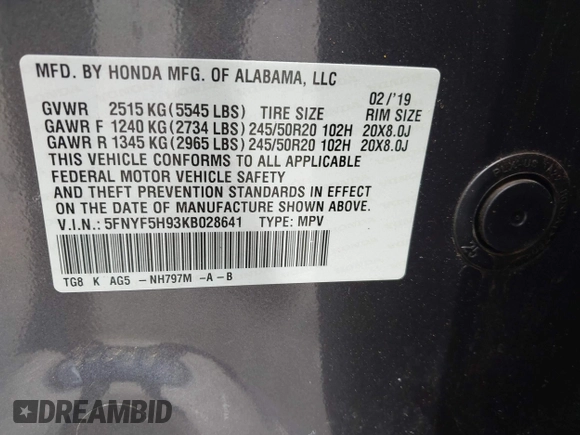 MFD. BY HONDA MFG. OF ALABAMA, LLC
02/'19
GVWR 2515 KG (5545 LBS) TIRE SIZE RIM SIZE
GAWR F 1240 KG (2734 LBS) 245/50R20 102H 20X8.0J
GAWR R 1345 KG (2965 LBS) 245/50R20 102H 20X8.0J
THIS VEHICLE CONFORMS TO ALL APPLICABLE
FEDERAL MOTOR VEHICLE SAFETY
AND THEFT PREVENTION STANDARDS IN EFFECT
ON THE DATE OF MANUFACTURE SHOWN ABOVE.
V.I.N.: 5FNYF5H93KB028641 TYPE: MPV
TG8 K AG5 -NH797M -A-B
DREAMBID